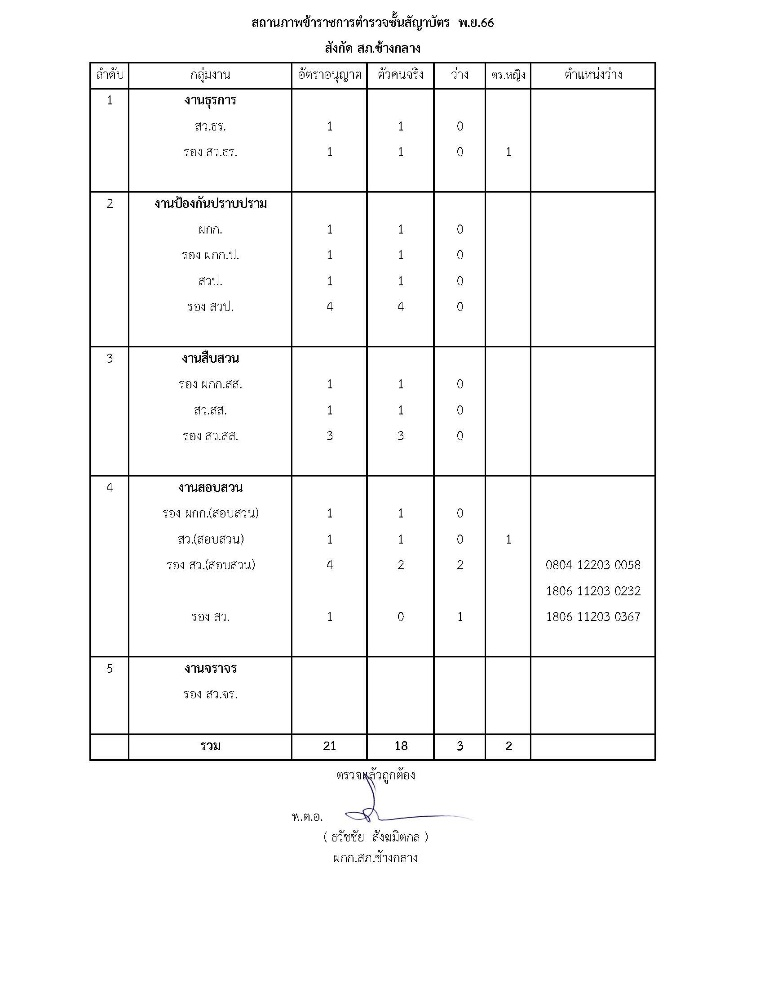 สถานภาพข้าราชการตำรวจชั้นสัญาบัตร พ.ย.66
สังกัด สภ.ช้างกลาง
ลำดับ กลุ่มงาน อัตราอนุญาต ตัวคนจริง ว่าง ตร.หญิง ตำแหน่งว่าง
1 งานธุรการ
สว.ธร. 1 1 0
รอง สว.ธร. 1 1 0 1
2 งานป้องกันปราบปราม
ผกก. 1 1 0
รอง ผกก.ป. 1 1 0
สวป. 1 1 0
รอง สวป. 4 4 0
3 งานสืบสวน
รอง ผกก.สส. 1 1 0
สว.สส. 1 1 0
รอง สว.สส. 3 3 0
4 งานสอบสวน
รอง ผกก.(สอบสวน) 1 1 0
สว.(สอบสวน) 1 1 0 1
รอง สว.(สอบสวน) 4 2 2 0804 12203 0058
1806 11203 0232
รอง สว. 1 0 1 1806 11203 0367
5 งานจราจร
รอง สว.จร.
รวม 21 18 3 2
ตรวจแล้วถูกต้อง
พ.ต.อ.
( ธวัชชัย สังฆมิตกล )
ผกก.สภ.ช้างกลาง